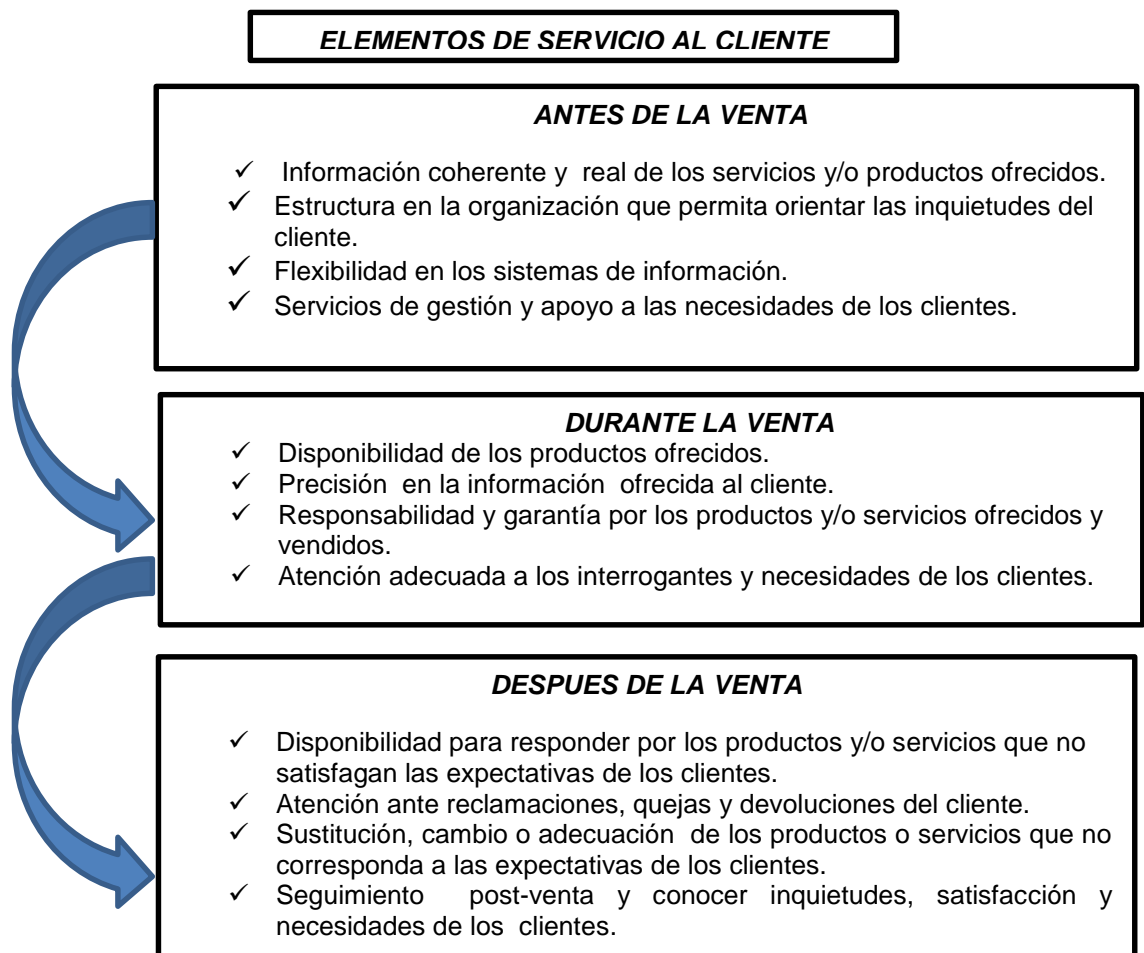 ELEMENTOS DE SERVICIO AL CLIENTE
ANTES DE LA VENTA
✓ Información coherente y real de los servicios y/o productos ofrecidos.
✓ Estructura en la organización que permita orientar las inquietudes del
cliente.
✓ Flexibilidad en los sistemas de información.
✓ Servicios de gestión y apoyo a las necesidades de los clientes.
DURANTE LA VENTA
✓ Disponibilidad de los productos ofrecidos.
✓ Precisión en la información ofrecida al cliente.
✓ Responsabilidad y garantía por los productos y/o servicios ofrecidos y
vendidos.
✓ Atención adecuada a los interrogantes y necesidades de los clientes.
DESPUES DE LA VENTA
✓ Disponibilidad para responder por los productos y/o servicios que no
satisfagan las expectativas de los clientes.
✓ Atención ante reclamaciones, quejas y devoluciones del cliente.
✓ Sustitución, cambio o adecuación de los productos o servicios que no
corresponda a las expectativas de los clientes.
✓ Seguimiento post-venta y conocer inquietudes, satisfacción y
necesidades de los clientes.